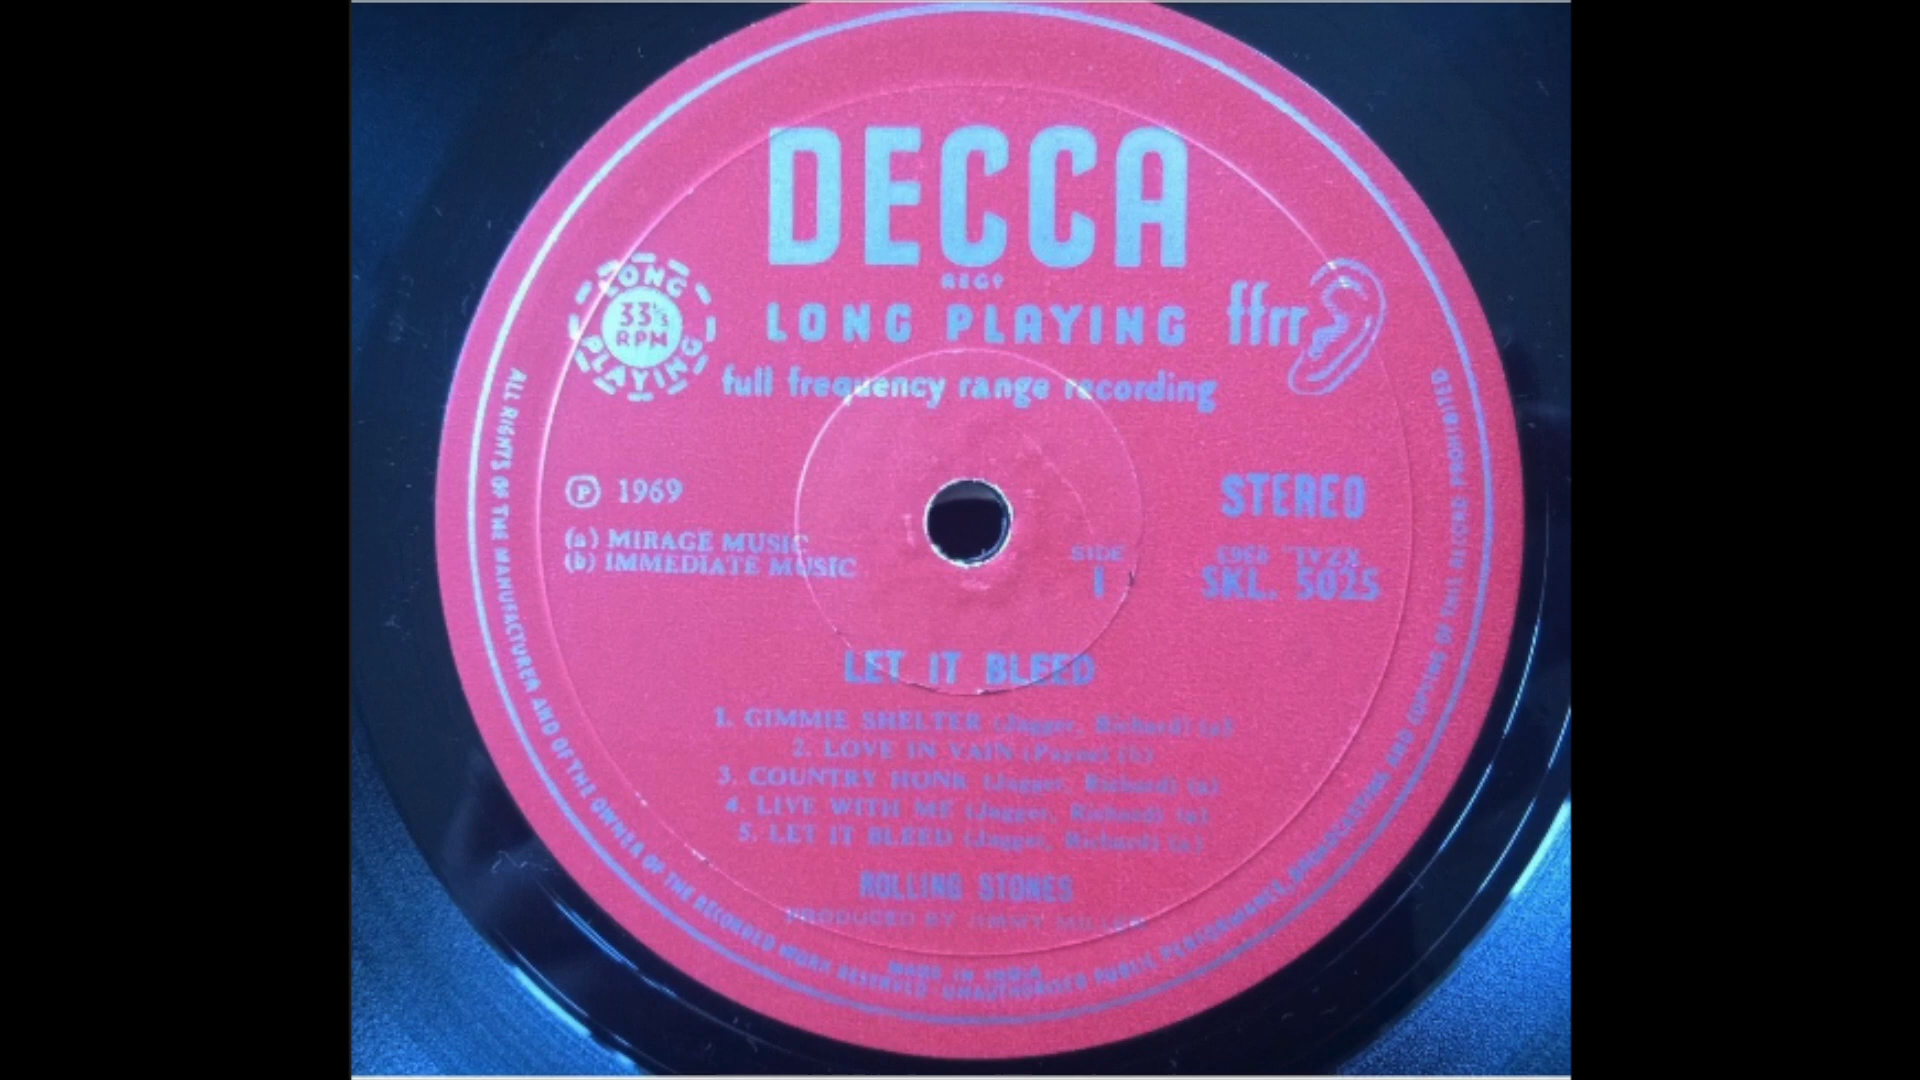 DECCA
REGD
LONG PLAYING
LONG PLAYING
33⅓
RPM
ffrr
full frequency range recording
Ⓟ 1969
(a) MIRAGE MUSIC
(b) IMMEDIATE MUSIC
STEREO
SIDE
1
SKL. 5025
LET IT BLEED
1. GIMMIE SHELTER (Jagger, Richard) (a)
2. LOVE IN VAIN (Payne) (b)
3. COUNTRY HONK (Jagger, Richard) (a)
4. LIVE WITH ME (Jagger, Richard) (a)
5. LET IT BLEED (Jagger, Richard) (a)
ROLLING STONES
PRODUCED BY JIMMY MILLER
MADE IN INDIA
ALL RIGHTS OF THE MANUFACTURER AND OF THE OWNER OF THE RECORDED WORK RESERVED UNAUTHORISED PUBLIC PERFORMANCE, BROADCASTING AND COPYING OF THIS RECORD PROHIBITED